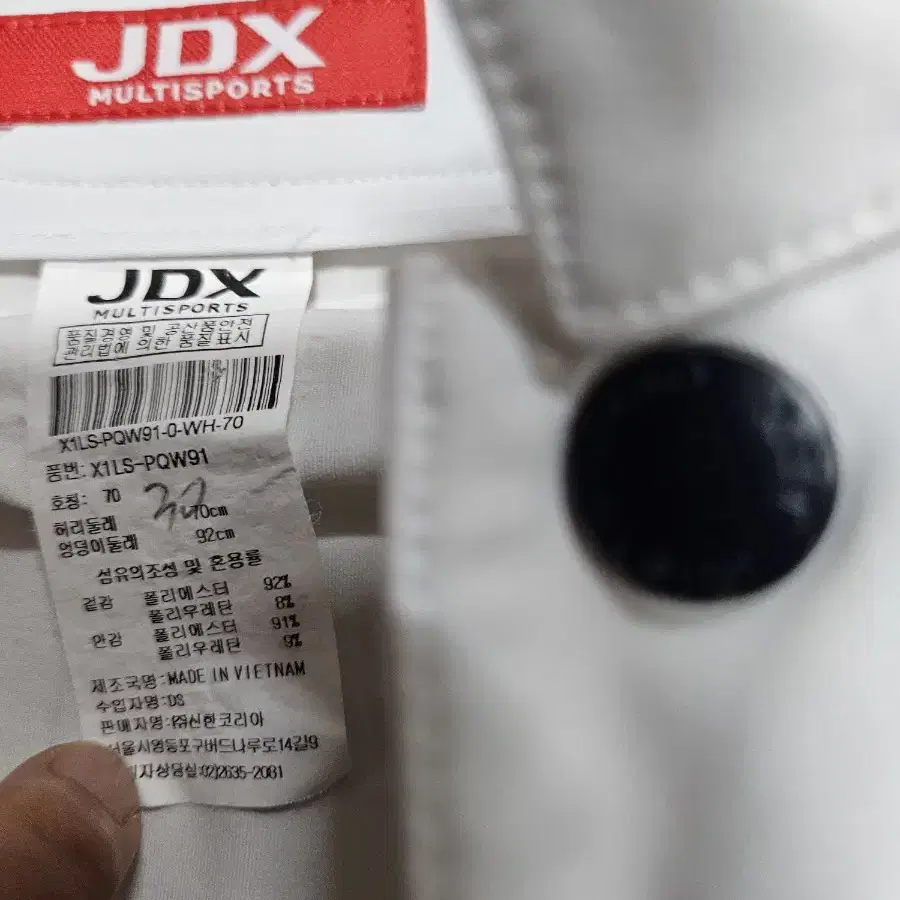 JDX
MULTISPORTS
JDX
MULTISPORTS
품질경영 및 공산품안전
관리법에 의한 품질표시
X1LS-PQW91-0-WH-70
품번: X1LS-PQW91
호칭: 70
허리둘레 70cm
엉덩이둘레 92cm
섬유의조성 및 혼용률
겉감 폴리에스터 92%
폴리우레탄 8%
안감 폴리에스터 91%
폴리우레탄 9%
제조국명:MADE IN VIETNAM
수입자명:DS
판매자명:㈜신한코리아
서울시영등포구버드나루로14길9
자상담실:02)2635-2081